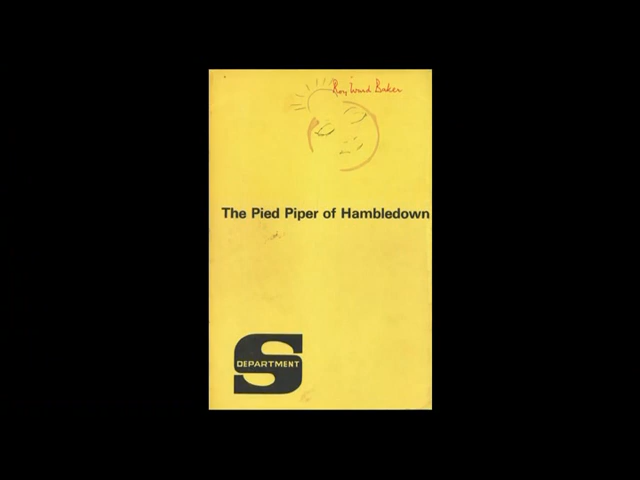 Roy Ward Baker
The Pied Piper of Hambledown
DEPARTMENT
S